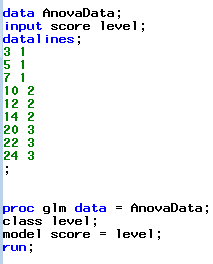 data AnovaData;
input score level;
datalines;
3 1
5 1
7 1
10 2
12 2
14 2
20 3
22 3
24 3
;
proc glm data = AnovaData;
class level;
model score = level;
run;